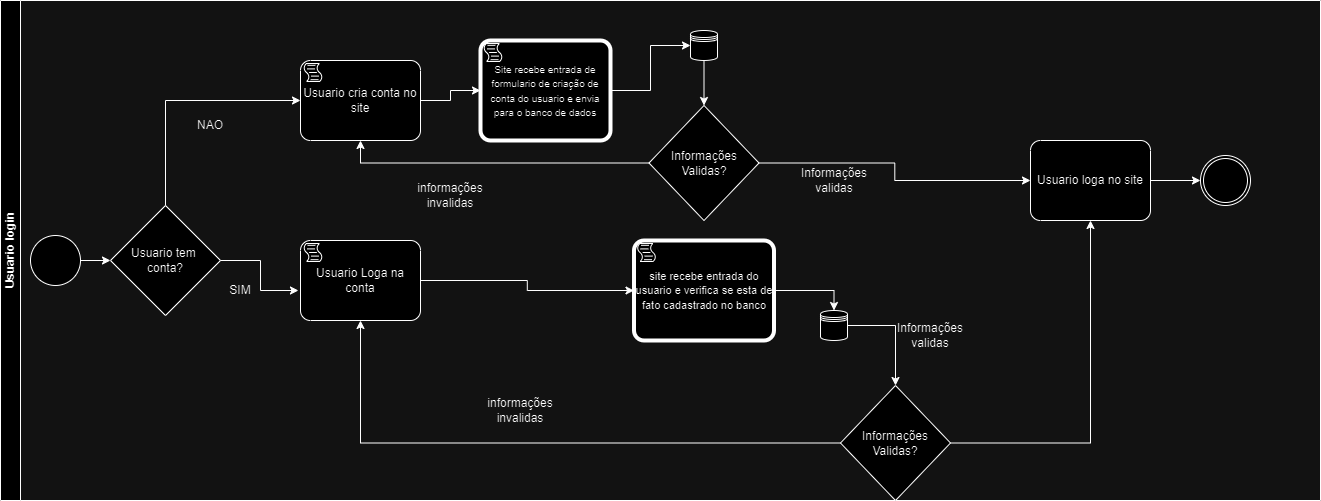 Usuario login
Usuario tem
conta?
NAO
SIM
Usuario cria conta no
site
Site recebe entrada de
formulario de criação de
conta do usuario e envia
para o banco de dados
Informações
Validas?
informações
invalidas
Informações
validas
Usuario loga no site
Usuario Loga na
conta
site recebe entrada do
usuario e verifica se esta de
fato cadastrado no banco
Informações
validas
informações
invalidas
Informações
Validas?